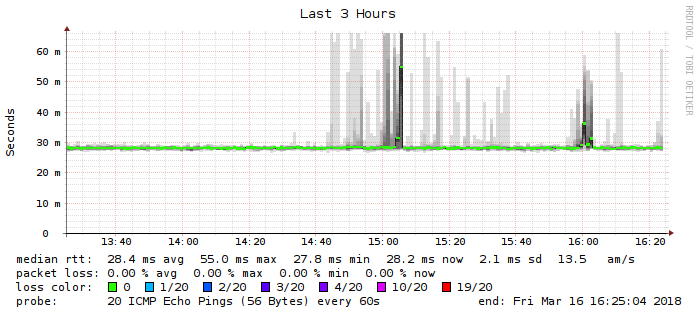 Last 3 Hours
RRDTOOL / TOBI OETIKER
Seconds
60 m
50 m
40 m
30 m
20 m
10 m
0
13:40 14:00 14:20 14:40 15:00 15:20 15:40 16:00 16:20
median rtt: 28.4 ms avg 55.0 ms max 27.8 ms min 28.2 ms now 2.1 ms sd 13.5 am/s
packet loss: 0.00 % avg 0.00 % max 0.00 % min 0.00 % now
loss color: 0 1/20 2/20 3/20 4/20 10/20 19/20
probe: 20 ICMP Echo Pings (56 Bytes) every 60s end: Fri Mar 16 16:25:04 2018